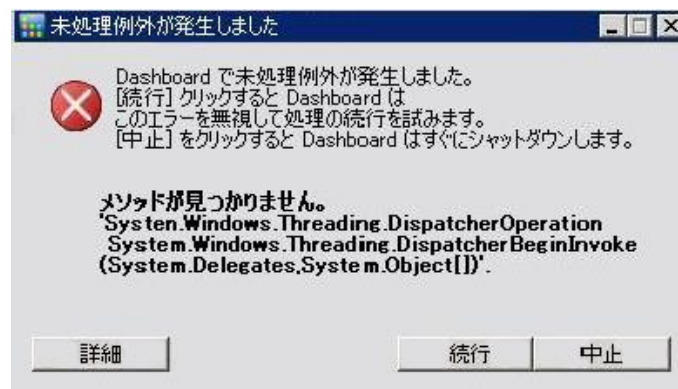 未処理例外が発生しました
Dashboard で未処理例外が発生しました。
[続行] クリックすると Dashboard は
このエラーを無視して処理の続行を試みます。
[中止] をクリックすると Dashboard はすぐにシャットダウンします。
メソッドが見つかりません。
'Systen.Windows.Threading.DispatcherOperation
System.Windows.Threading.DispatcherBeginInvoke
(System.Delegates,System.Object[])'.
詳細
続行
中止